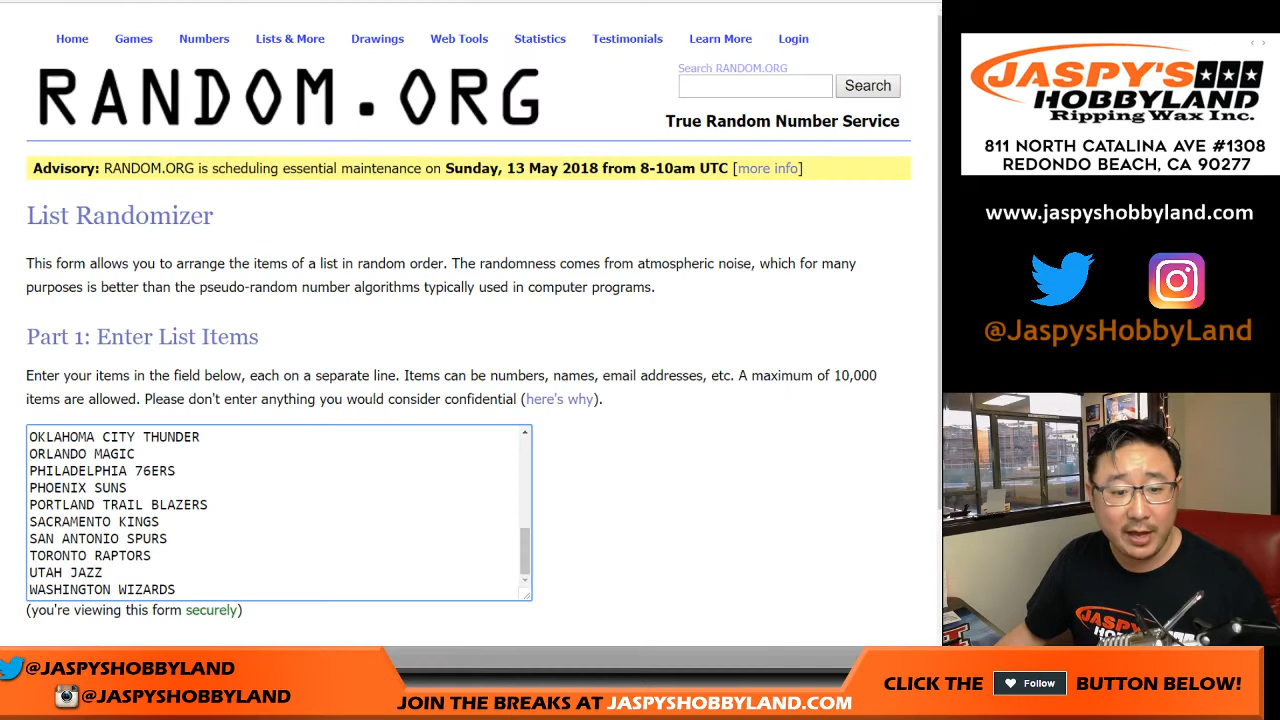 Home Games Numbers Lists & More Drawings Web Tools Statistics Testimonials Learn More Login
RANDOM.ORG
Search RANDOM.ORG
Search
True Random Number Service
Advisory: RANDOM.ORG is scheduling essential maintenance on Sunday, 13 May 2018 from 8-10am UTC [more info]
List Randomizer
This form allows you to arrange the items of a list in random order. The randomness comes from atmospheric noise, which for many
purposes is better than the pseudo-random number algorithms typically used in computer programs.
Part 1: Enter List Items
Enter your items in the field below, each on a separate line. Items can be numbers, names, email addresses, etc. A maximum of 10,000
items are allowed. Please don't enter anything you would consider confidential (here's why).
OKLAHOMA CITY THUNDER
ORLANDO MAGIC
PHILADELPHIA 76ERS
PHOENIX SUNS
PORTLAND TRAIL BLAZERS
SACRAMENTO KINGS
SAN ANTONIO SPURS
TORONTO RAPTORS
UTAH JAZZ
WASHINGTON WIZARDS
(you're viewing this form securely)
JASPY'S
HOBBYLAND
Ripping Wax Inc.
811 NORTH CATALINA AVE #1308
REDONDO BEACH, CA 90277
www.jaspyshobbyland.com
@JaspysHobbyLand
JASPY'S
HOBBYLAND
@JASPYSHOBBYLAND
@JASPYSHOBBYLAND
JOIN THE BREAKS AT JASPYSHOBBYLAND.COM
CLICK THE Follow BUTTON BELOW!